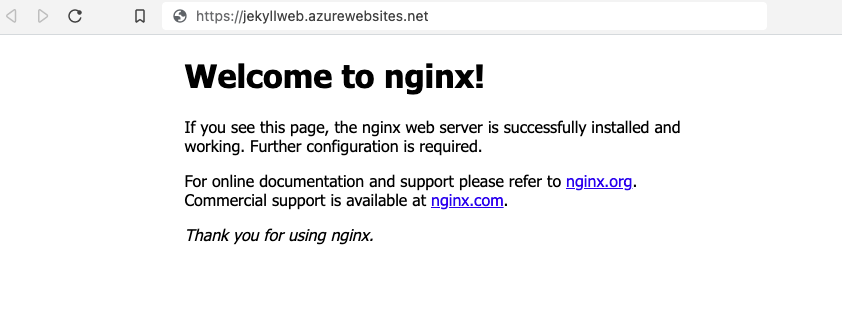 https://jekyllweb.azurewebsites.net
Welcome to nginx!
If you see this page, the nginx web server is successfully installed and
working. Further configuration is required.
For online documentation and support please refer to nginx.org.
Commercial support is available at nginx.com.
Thank you for using nginx.